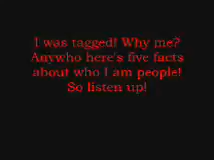 I was tagged! Why me?
Anywho here's five facts
about who I am people!
So listen up!